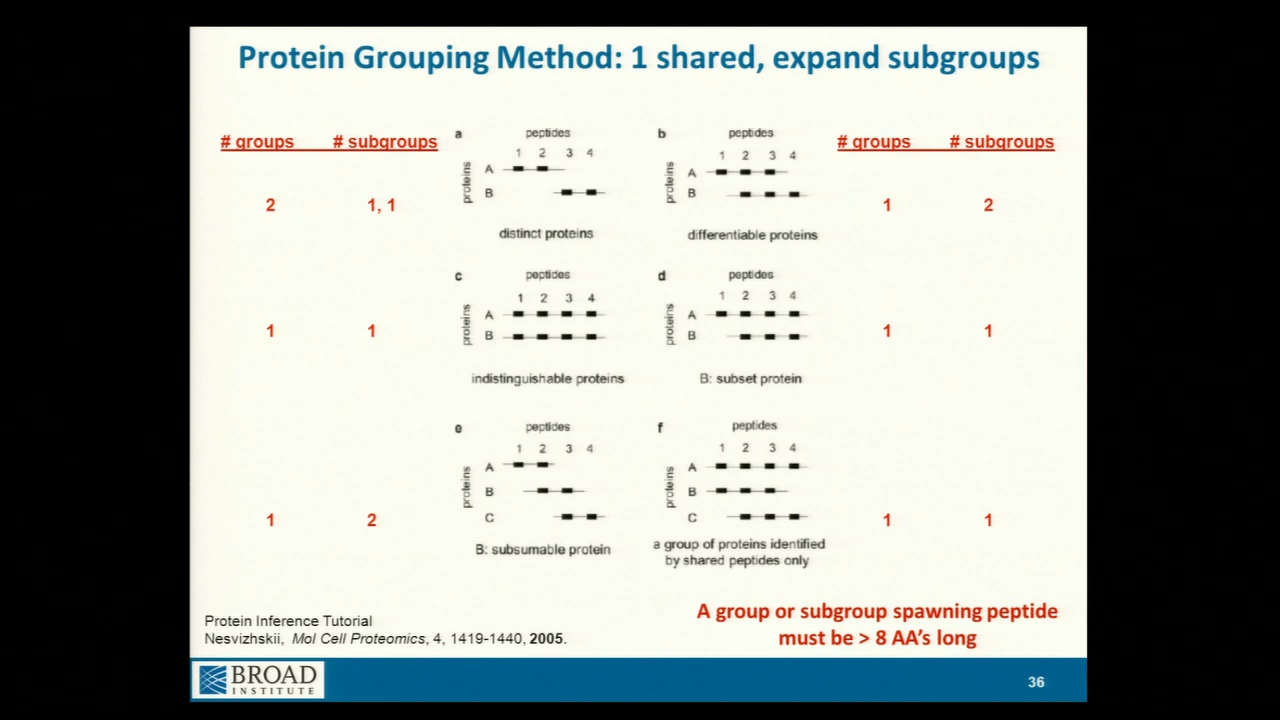 Protein Grouping Method: 1 shared, expand subgroups
# groups # subgroups
2 1, 1
1 1
1 2
a peptides
1 2 3 4
proteins
A
B
distinct proteins
b peptides
1 2 3 4
proteins
A
B
differentiable proteins
c peptides
1 2 3 4
proteins
A
B
indistinguishable proteins
d peptides
1 2 3 4
proteins
A
B
B: subset protein
e peptides
1 2 3 4
proteins
A
B
C
B: subsumable protein
f peptides
1 2 3 4
proteins
A
B
C
a group of proteins identified
by shared peptides only
# groups # subgroups
1 2
1 1
1 1
A group or subgroup spawning peptide
must be > 8 AA's long
Protein Inference Tutorial
Nesvizhskii, Mol Cell Proteomics, 4, 1419-1440, 2005.
BROAD
INSTITUTE
36